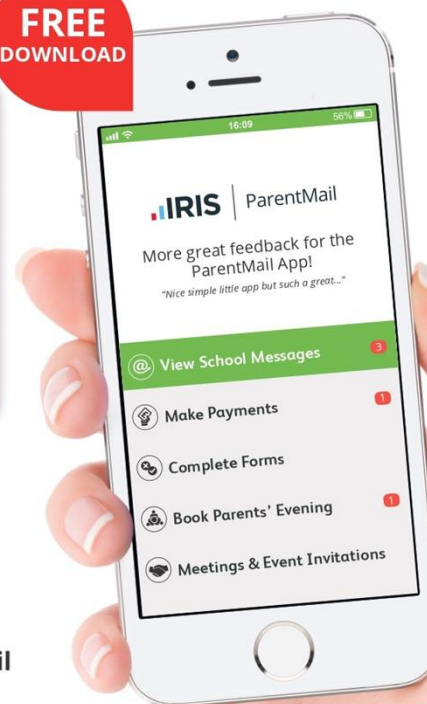 FREE
DOWNLOAD
16:09
56%
IRIS | ParentMail
More great feedback for the
ParentMail App!
"Nice simple little app but such a great..."
@ View School Messages 3
Make Payments 1
Complete Forms
Book Parents' Evening 1
Meetings & Event Invitations
il